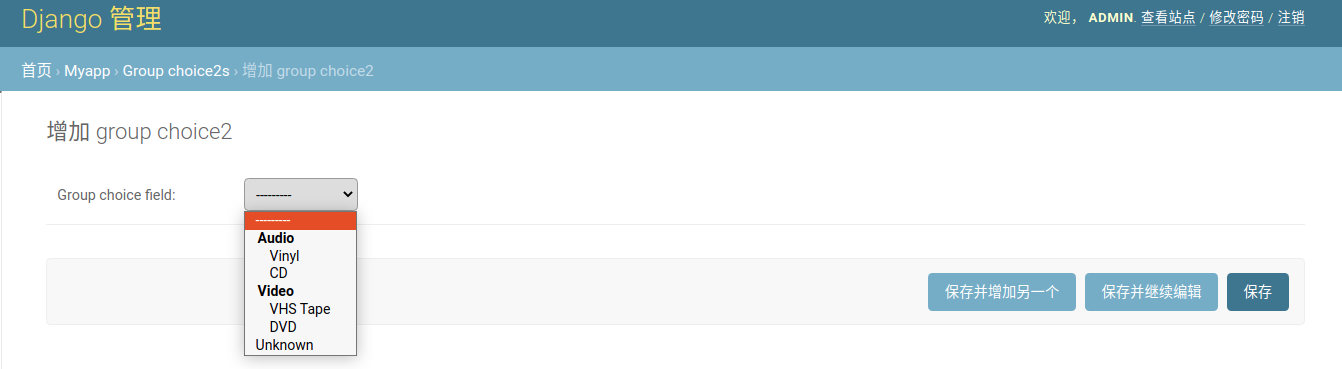 Django 管理
欢迎， ADMIN. 查看站点 / 修改密码 / 注销
首页 › Myapp › Group choice2s › 增加 group choice2
增加 group choice2
Group choice field:
---------
---------
Audio
Vinyl
CD
Video
VHS Tape
DVD
Unknown
保存并增加另一个
保存并继续编辑
保存